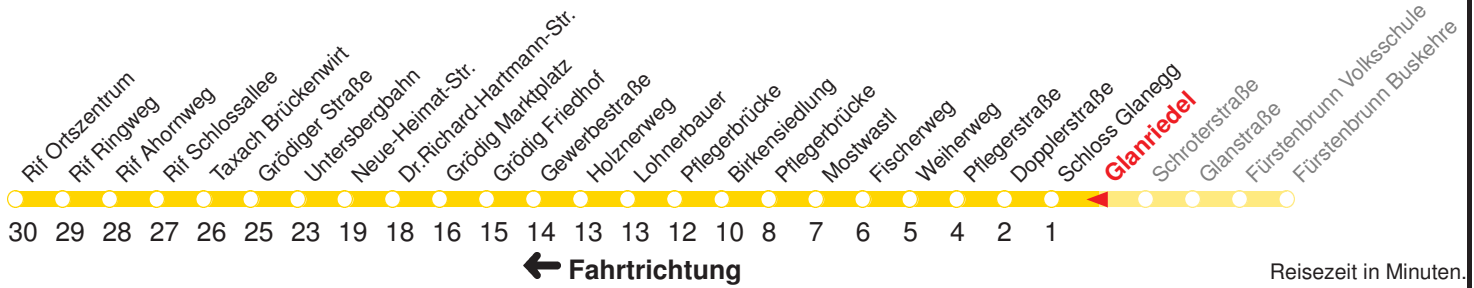 Rif Ortszentrum
Rif Ringweg
Rif Ahornweg
Rif Schlossallee
Taxach Brückenwirt
Grödiger Straße
Untersbergbahn
Neue-Heimat-Str.
Dr.Richard-Hartmann-Str.
Grödig Marktplatz
Grödig Friedhof
Gewerbestraße
Holznerweg
Lohnerbauer
Pflegerbrücke
Birkensiedlung
Pflegerbrücke
Mostwastl
Fischerweg
Weiherweg
Pflegerstraße
Dopplerstraße
Schloss Glanegg
Glanriedel
Schroterstraße
Glanstraße
Fürstenbrunn Volksschule
Fürstenbrunn Buskehre
30 29 28 27 26 25 23 19 18 16 15 14 13 13 12 10 8 7 6 5 4 2 1
Fahrtrichtung
Reisezeit in Minuten.